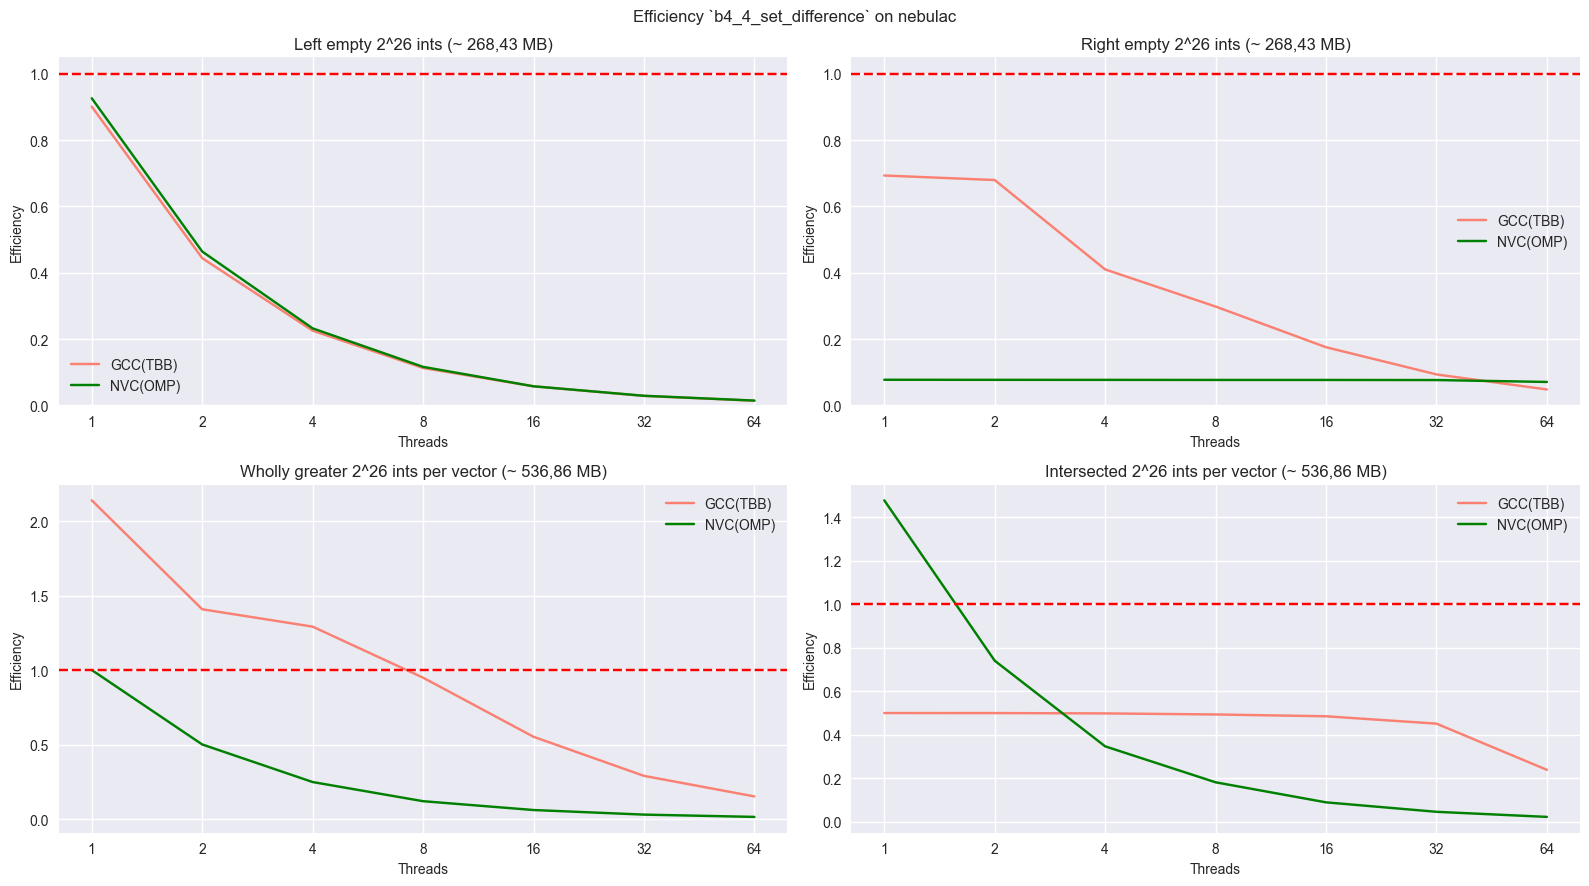 Efficiency `b4_4_set_difference` on nebulac
Left empty 2^26 ints (~ 268,43 MB)
1.0
0.8
0.6
0.4
0.2
0.0
Efficiency
GCC(TBB)
NVC(OMP)
1 2 4 8 16 32 64
Threads
Right empty 2^26 ints (~ 268,43 MB)
1.0
0.8
0.6
0.4
0.2
0.0
Efficiency
GCC(TBB)
NVC(OMP)
1 2 4 8 16 32 64
Threads
Wholly greater 2^26 ints per vector (~ 536,86 MB)
2.0
1.5
1.0
0.5
0.0
Efficiency
GCC(TBB)
NVC(OMP)
1 2 4 8 16 32 64
Threads
Intersected 2^26 ints per vector (~ 536,86 MB)
1.4
1.2
1.0
0.8
0.6
0.4
0.2
0.0
Efficiency
GCC(TBB)
NVC(OMP)
1 2 4 8 16 32 64
Threads